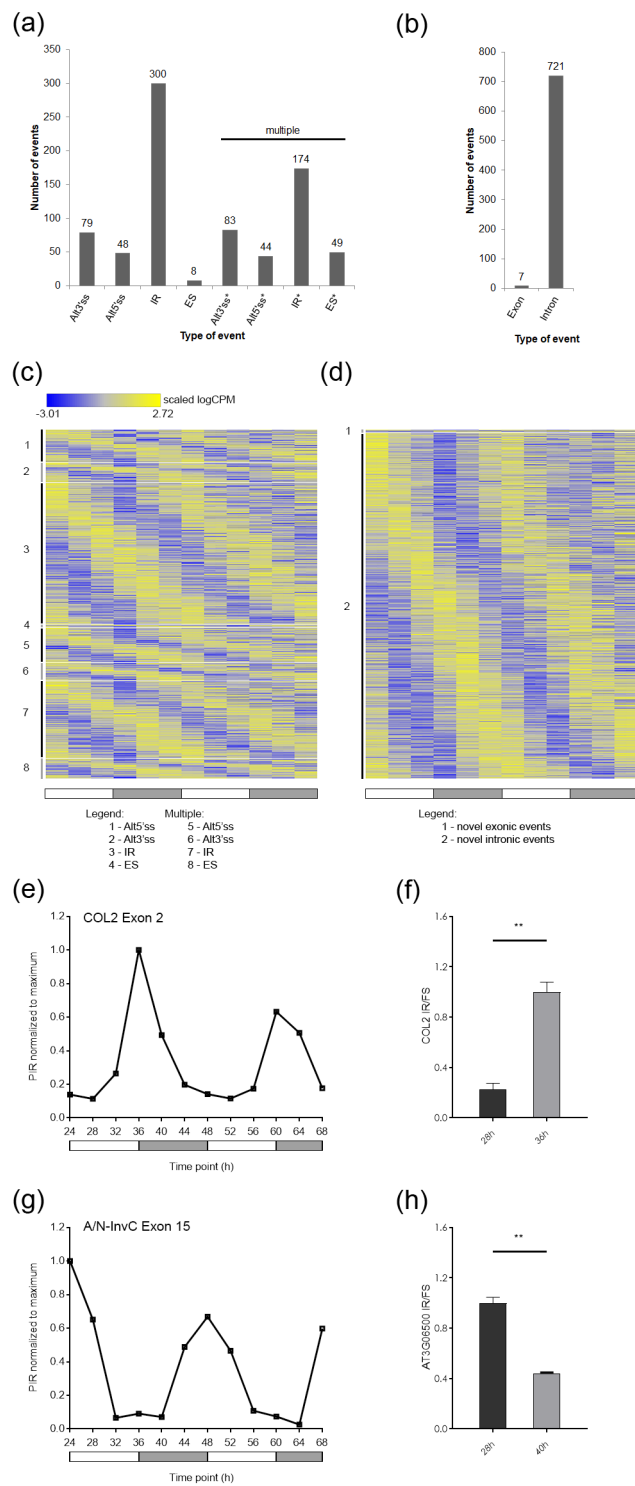 (a)
Number of events
350
300
250
200
150
100
50
0
79
48
300
8
multiple
83
44
174
49
Alt3'ss
Alt5'ss
IR
ES
Alt3'ss*
Alt5'ss*
IR*
ES*
Type of event
(b)
Number of events
800
700
600
500
400
300
200
100
0
7
721
Exon
Intron
Type of event
(c)
scaled logCPM
-3.01 2.72
1
2
3
4
5
6
7
8
Legend: Multiple:
1 - Alt5'ss 5 - Alt5'ss
2 - Alt3'ss 6 - Alt3'ss
3 - IR 7 - IR
4 - ES 8 - ES
(d)
1
2
Legend:
1 - novel exonic events
2 - novel intronic events
(e)
COL2 Exon 2
PIR normalized to maximum
1.2
1.0
0.8
0.6
0.4
0.2
0.0
24 28 32 36 40 44 48 52 56 60 64 68
Time point (h)
(f)
COL2 IR/FS
1.6
1.2
0.8
0.4
0.0
**
28h
36h
(g)
A/N-InvC Exon 15
PIR normalized to maximum
1.2
1.0
0.8
0.6
0.4
0.2
0.0
24 28 32 36 40 44 48 52 56 60 64 68
Time point (h)
(h)
AT3G06500 IR/FS
1.6
1.2
0.8
0.4
0.0
**
28h
40h